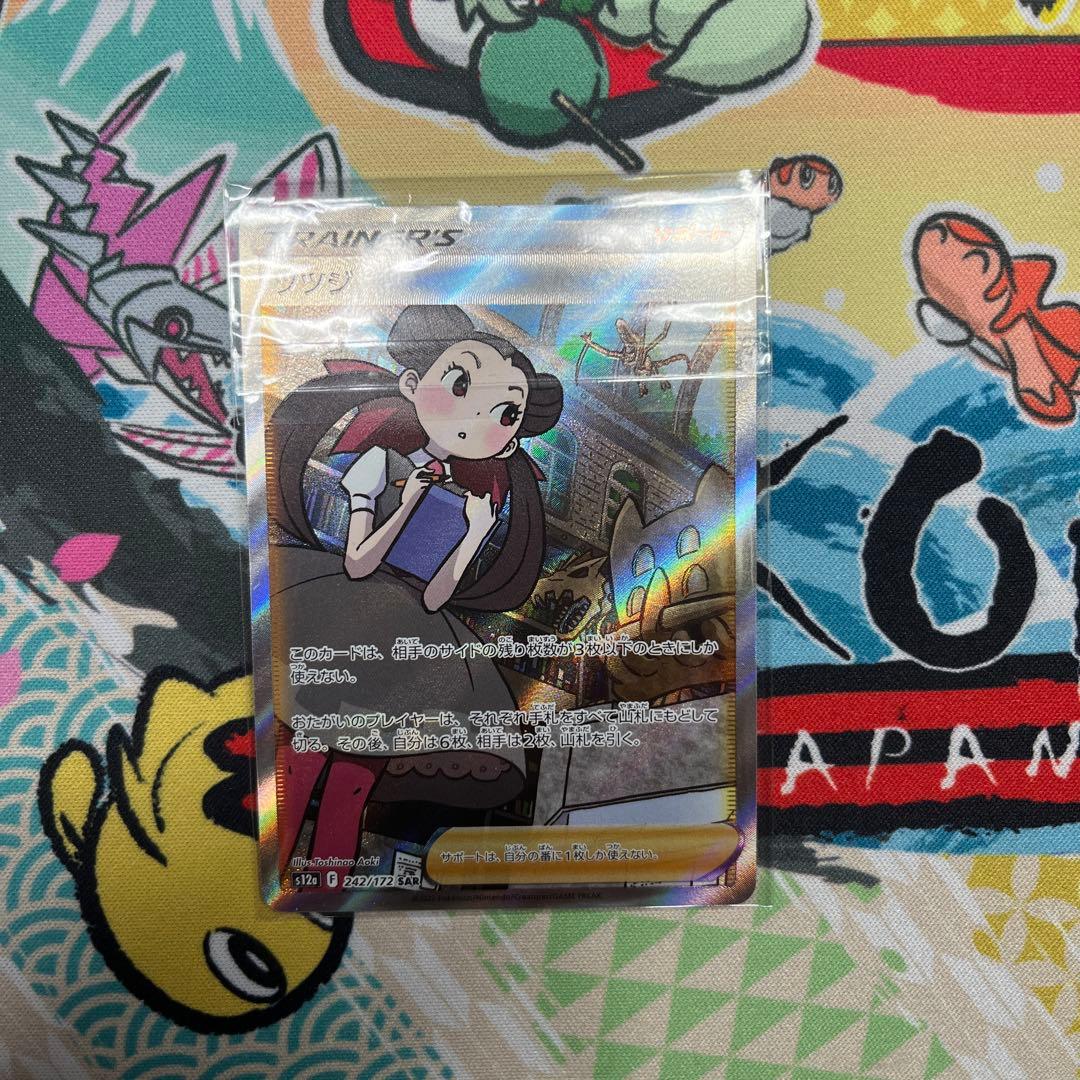 TRAINER'S サポート
ツツジ
このカードは、相手のサイドの残り枚数が3枚以下のときにしか
使えない。
おたがいのプレイヤーは、それぞれ手札をすべて山札にもどして
切る。その後、自分は6枚、相手は2枚、山札を引く。
サポートは、自分の番に1枚しか使えない。
Illus. Toshinao Aoki
s12a F 242/172 SAR
©2022 Pokémon/Nintendo/Creatures/GAME FREAK
APAN